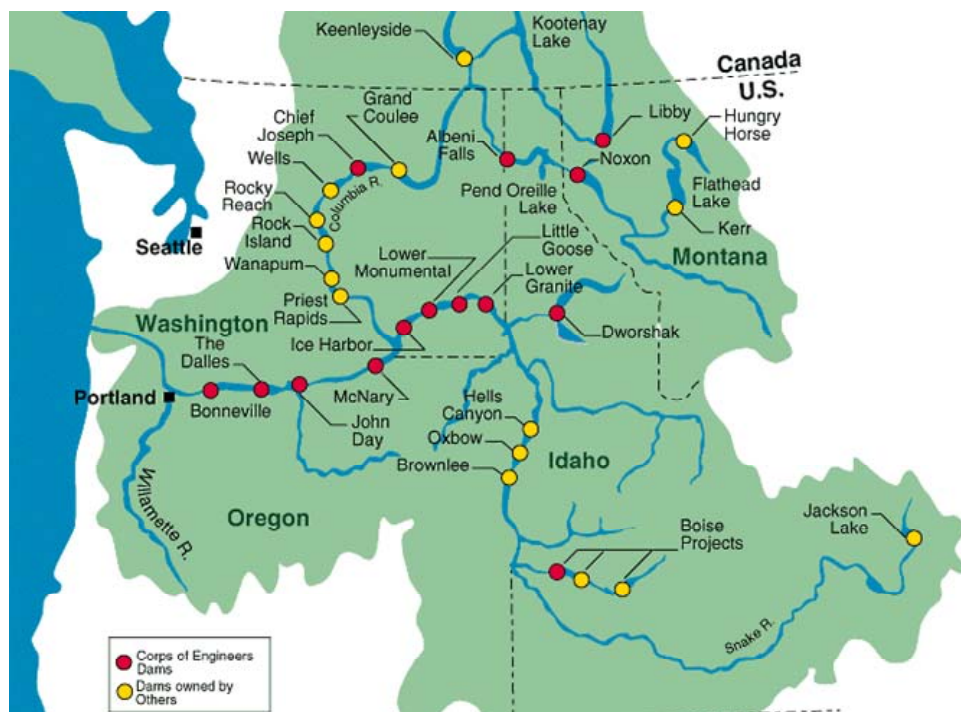 Keenleyside
Kootenay
Lake
Canada
U.S.
Grand
Coulee
Chief
Joseph
Libby
Hungry
Horse
Albeni
Falls
Noxon
Wells
Columbia R.
Pend Oreille
Lake
Flathead
Lake
Rocky
Reach
Kerr
Rock
Island
Seattle
Little
Goose
Lower
Monumental
Wanapum
Lower
Granite
Montana
Priest
Rapids
Washington
Ice Harbor
Dworshak
The
Dalles
Portland
Bonneville
McNary
John
Day
Hells
Canyon
Oxbow
Brownlee
Idaho
Willamette R.
Oregon
Boise
Projects
Jackson
Lake
Snake R.
Corps of Engineers
Dams
Dams owned by
Others